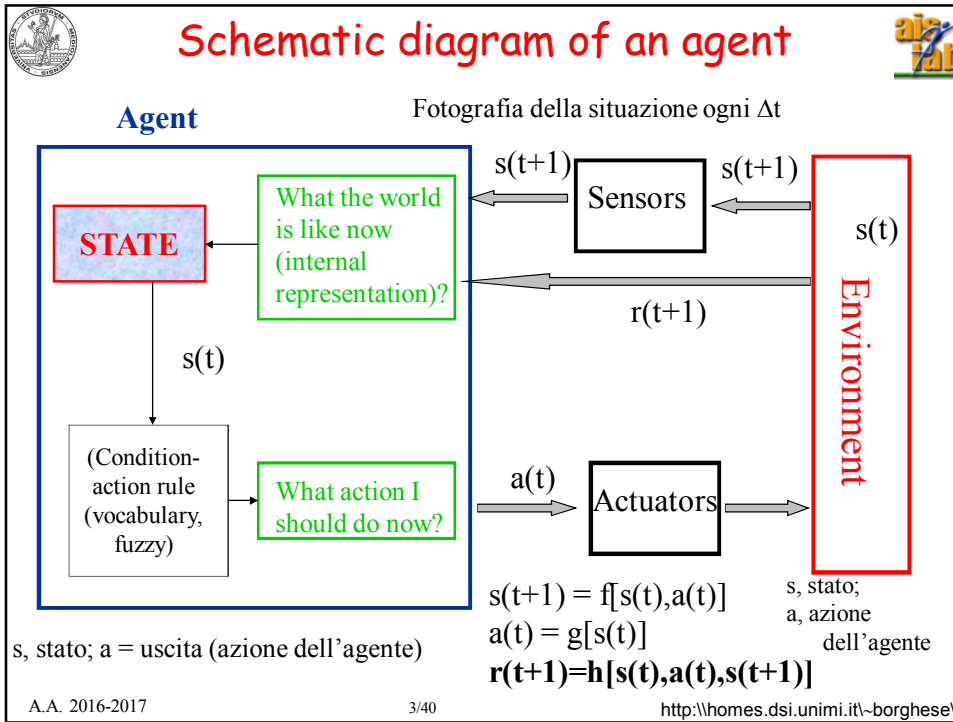 Schematic diagram of an agent
ais
lab
Agent
Fotografia della situazione ogni Δt
s(t+1)
s(t+1)
What the world
is like now
(internal
representation)?
STATE
Sensors
s(t)
r(t+1)
Environment
s(t)
(Condition-
action rule
(vocabulary,
fuzzy)
What action I
should do now?
a(t)
Actuators
s(t+1) = f[s(t),a(t)]
a(t) = g[s(t)]
r(t+1)=h[s(t),a(t),s(t+1)]
s, stato;
a, azione
dell’agente
s, stato; a = uscita (azione dell’agente)
A.A. 2016-2017
3/40
http:\\homes.dsi.unimi.it\~borghese\